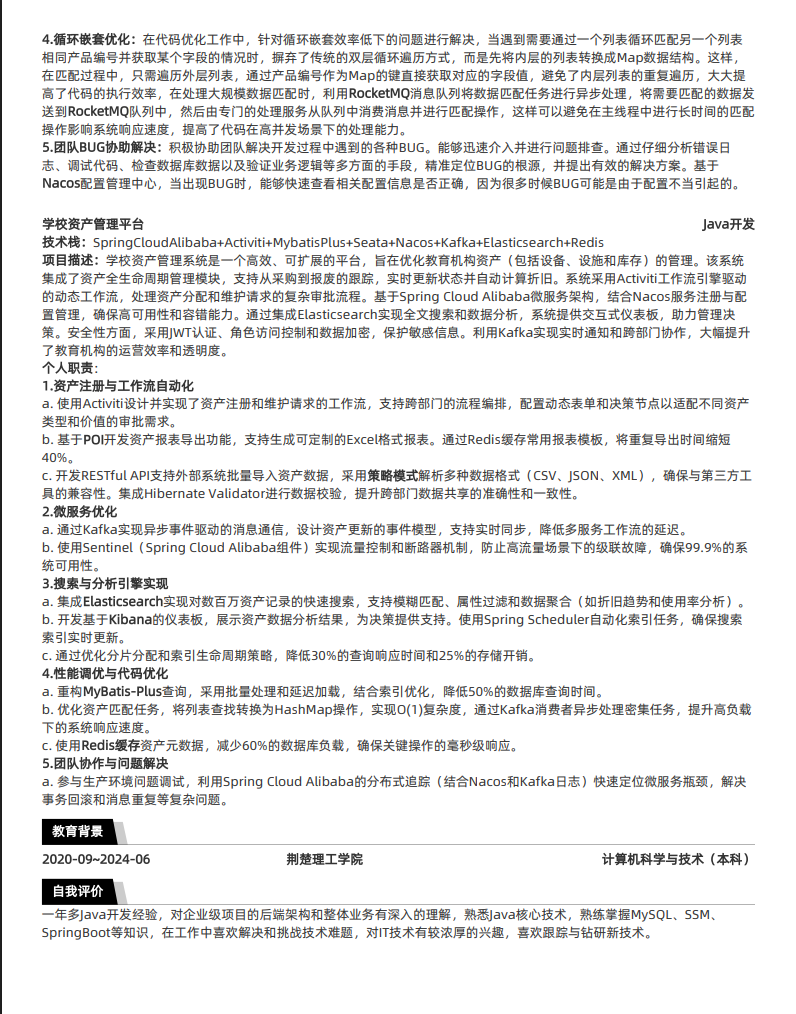 4.循环嵌套优化：在代码优化工作中，针对循环嵌套效率低下的问题进行解决，当遇到需要通过一个列表循环匹配另一个列表
相同产品编号并获取某个字段的情况时，摒弃了传统的双层循环遍历方式，而是先将内层的列表转换成Map数据结构。这样，
在匹配过程中，只需遍历外层列表，通过产品编号作为Map的键直接获取对应的字段值，避免了内层列表的重复遍历，大大提
高了代码的执行效率，在处理大规模数据匹配时，利用RocketMQ消息队列将数据匹配任务进行异步处理，将需要匹配的数据发
送到RocketMQ队列中，然后由专门的处理服务从队列中消费消息并进行匹配操作，这样可以避免在主线程中进行长时间的匹配
操作影响系统响应速度，提高了代码在高并发场景下的处理能力。
5.团队BUG协助解决：积极协助团队解决开发过程中遇到的各种BUG。能够迅速介入并进行问题排查。通过仔细分析错误日
志、调试代码、检查数据库数据以及验证业务逻辑等多方面的手段，精准定位BUG的根源，并提出有效的解决方案。基于
Nacos配置管理中心，当出现BUG时，能够快速查看相关配置信息是否正确，因为很多时候BUG可能是由于配置不当引起的。
学校资产管理平台 Java开发
技术栈：SpringCloudAlibaba+Activiti+MybatisPlus+Seata+Nacos+Kafka+Elasticsearch+Redis
项目描述：学校资产管理系统是一个高效、可扩展的平台，旨在优化教育机构资产（包括设备、设施和库存）的管理。该系统
集成了资产全生命周期管理模块，支持从采购到报废的跟踪，实时更新状态并自动计算折旧。系统采用Activiti工作流引擎驱动
的动态工作流，处理资产分配和维护请求的复杂审批流程。基于Spring Cloud Alibaba微服务架构，结合Nacos服务注册与配
置管理，确保高可用性和容错能力。通过集成Elasticsearch实现全文搜索和数据分析，系统提供交互式仪表板，助力管理决
策。安全性方面，采用JWT认证、角色访问控制和数据加密，保护敏感信息。利用Kafka实现实时通知和跨部门协作，大幅提升
了教育机构的运营效率和透明度。
个人职责：
1.资产注册与工作流自动化
a. 使用Activiti设计并实现了资产注册和维护请求的工作流，支持跨部门的流程编排，配置动态表单和决策节点以适配不同资产
类型和价值的审批需求。
b. 基于POI开发资产报表导出功能，支持生成可定制的Excel格式报表。通过Redis缓存常用报表模板，将重复导出时间缩短
40%。
c. 开发RESTful API支持外部系统批量导入资产数据，采用策略模式解析多种数据格式（CSV、JSON、XML），确保与第三方工
具的兼容性。集成Hibernate Validator进行数据校验，提升跨部门数据共享的准确性和一致性。
2.微服务优化
a. 通过Kafka实现异步事件驱动的消息通信，设计资产更新的事件模型，支持实时同步，降低多服务工作流的延迟。
b. 使用Sentinel（Spring Cloud Alibaba组件）实现流量控制和断路器机制，防止高流量场景下的级联故障，确保99.9%的系
统可用性。
3.搜索与分析引擎实现
a. 集成Elasticsearch实现对数百万资产记录的快速搜索，支持模糊匹配、属性过滤和数据聚合（如折旧趋势和使用率分析）。
b. 开发基于Kibana的仪表板，展示资产数据分析结果，为决策提供支持。使用Spring Scheduler自动化索引任务，确保搜索
索引实时更新。
c. 通过优化分片分配和索引生命周期策略，降低30%的查询响应时间和25%的存储开销。
4.性能调优与代码优化
a. 重构MyBatis-Plus查询，采用批量处理和延迟加载，结合索引优化，降低50%的数据库查询时间。
b. 优化资产匹配任务，将列表查找转换为HashMap操作，实现O(1)复杂度，通过Kafka消费者异步处理密集任务，提升高负载
下的系统响应速度。
c. 使用Redis缓存资产元数据，减少60%的数据库负载，确保关键操作的毫秒级响应。
5.团队协作与问题解决
a. 参与生产环境问题调试，利用Spring Cloud Alibaba的分布式追踪（结合Nacos和Kafka日志）快速定位微服务瓶颈，解决
事务回滚和消息重复等复杂问题。
教育背景
2020-09~2024-06 荆楚理工学院 计算机科学与技术（本科）
自我评价
一年多Java开发经验，对企业级项目的后端架构和整体业务有深入的理解，熟悉Java核心技术，熟练掌握MySQL、SSM、
SpringBoot等知识，在工作中喜欢解决和挑战技术难题，对IT技术有较浓厚的兴趣，喜欢跟踪与钻研新技术。